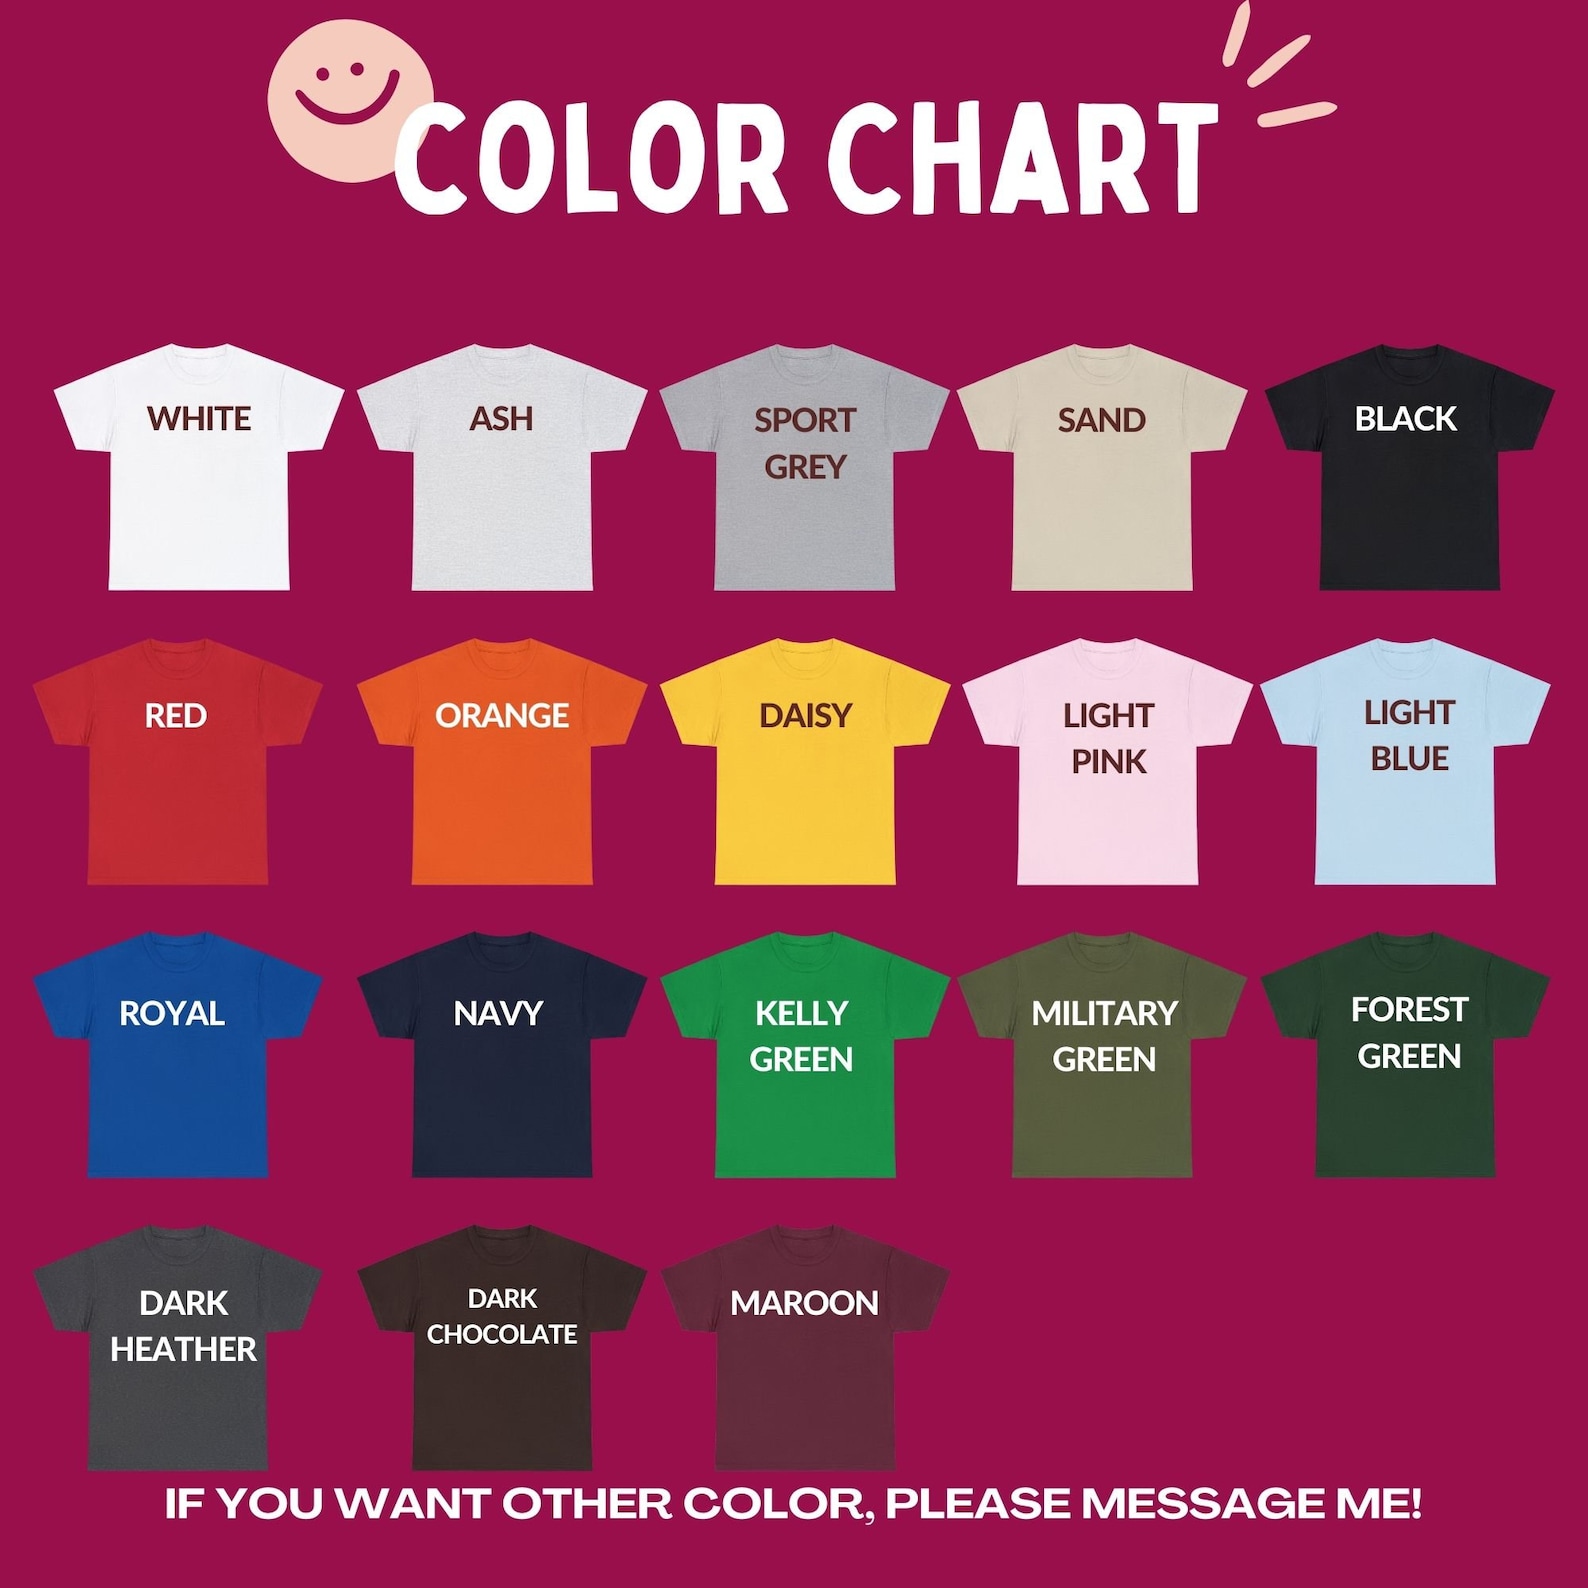 COLOR CHART
WHITE
ASH
SPORT
GREY
SAND
BLACK
RED
ORANGE
DAISY
LIGHT
PINK
LIGHT
BLUE
ROYAL
NAVY
KELLY
GREEN
MILITARY
GREEN
FOREST
GREEN
DARK
HEATHER
DARK
CHOCOLATE
MAROON
IF YOU WANT OTHER COLOR, PLEASE MESSAGE ME!